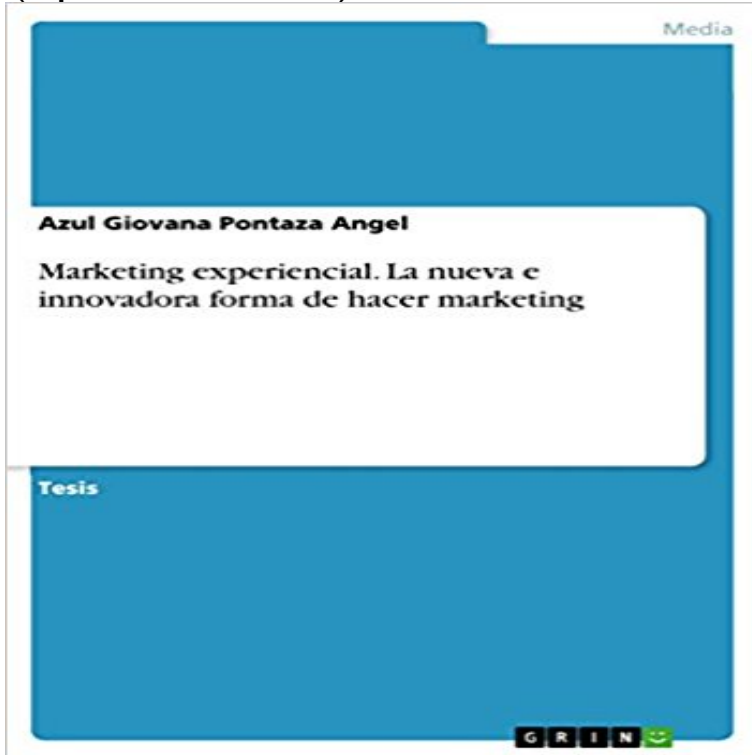 Media
Azul Giovana Pontaza Angel
Marketing experiencial. La nueva e
innovadora forma de hacer marketing
Tesis
GRIN